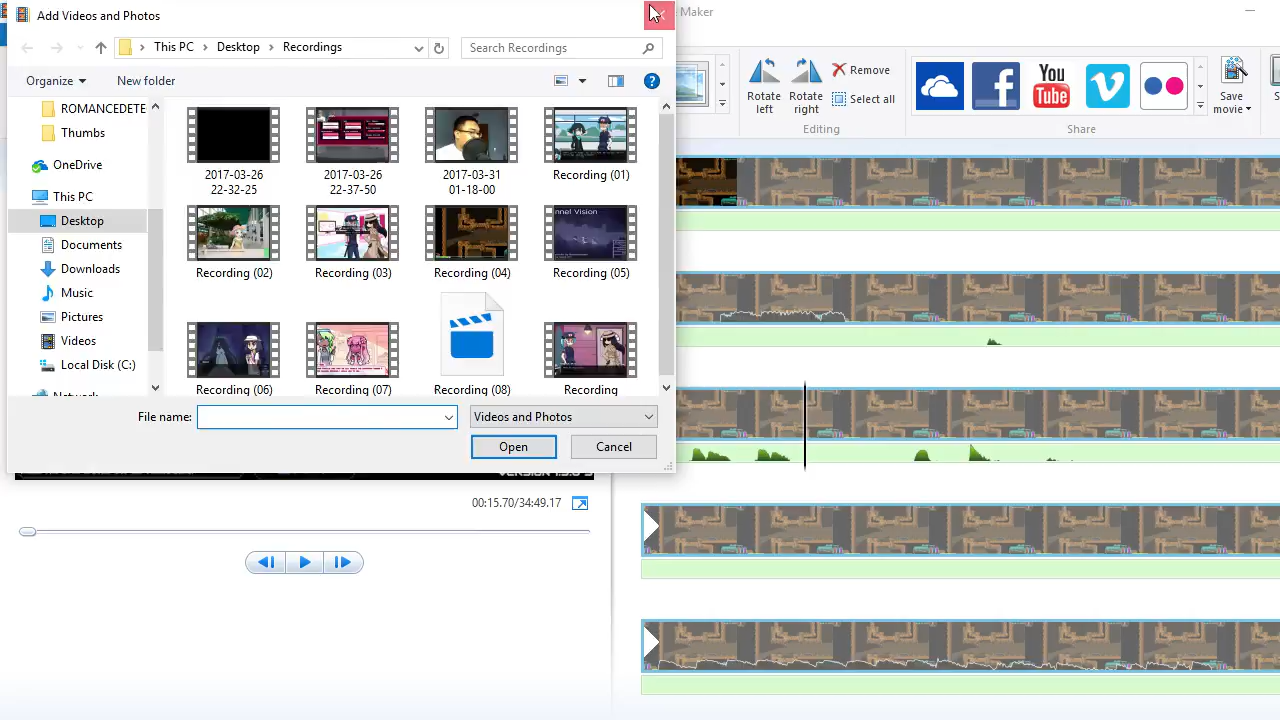 Add Videos and Photos
Maker
This PC
Desktop
Recordings
Search Recordings
Organize
New folder
ROMANCEDETE
OneDrive
This PC
Desktop
Documents
Downloads
Music
Pictures
Videos
Local Disk (C:)
2017-03-26
22-32-25
2017-03-26
22-37-50
2017-03-31
01-18-00
Recording (01)
Recording (02)
Recording (03)
Recording (04)
nnel Vision
Recording (05)
Recording (06)
Recording (07)
Recording (08)
Recording
File name:
Videos and Photos
Open
Cancel
Rotate
left
Rotate
right
Remove
Select all
Editing
You
Tube
Share
Save
movie
S
00:15.70/34:49.17